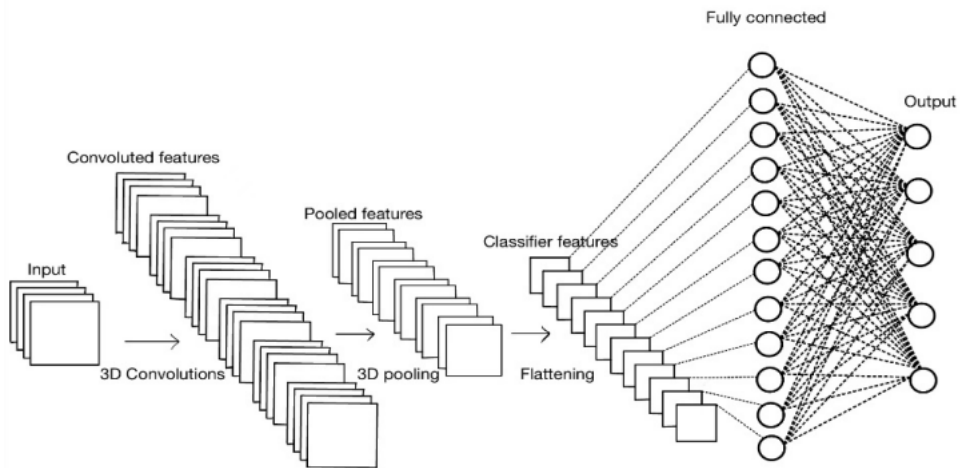 Fully connected
Output
Convoluted features
Pooled features
Classifier features
Input
3D Convolutions
3D pooling
Flattening